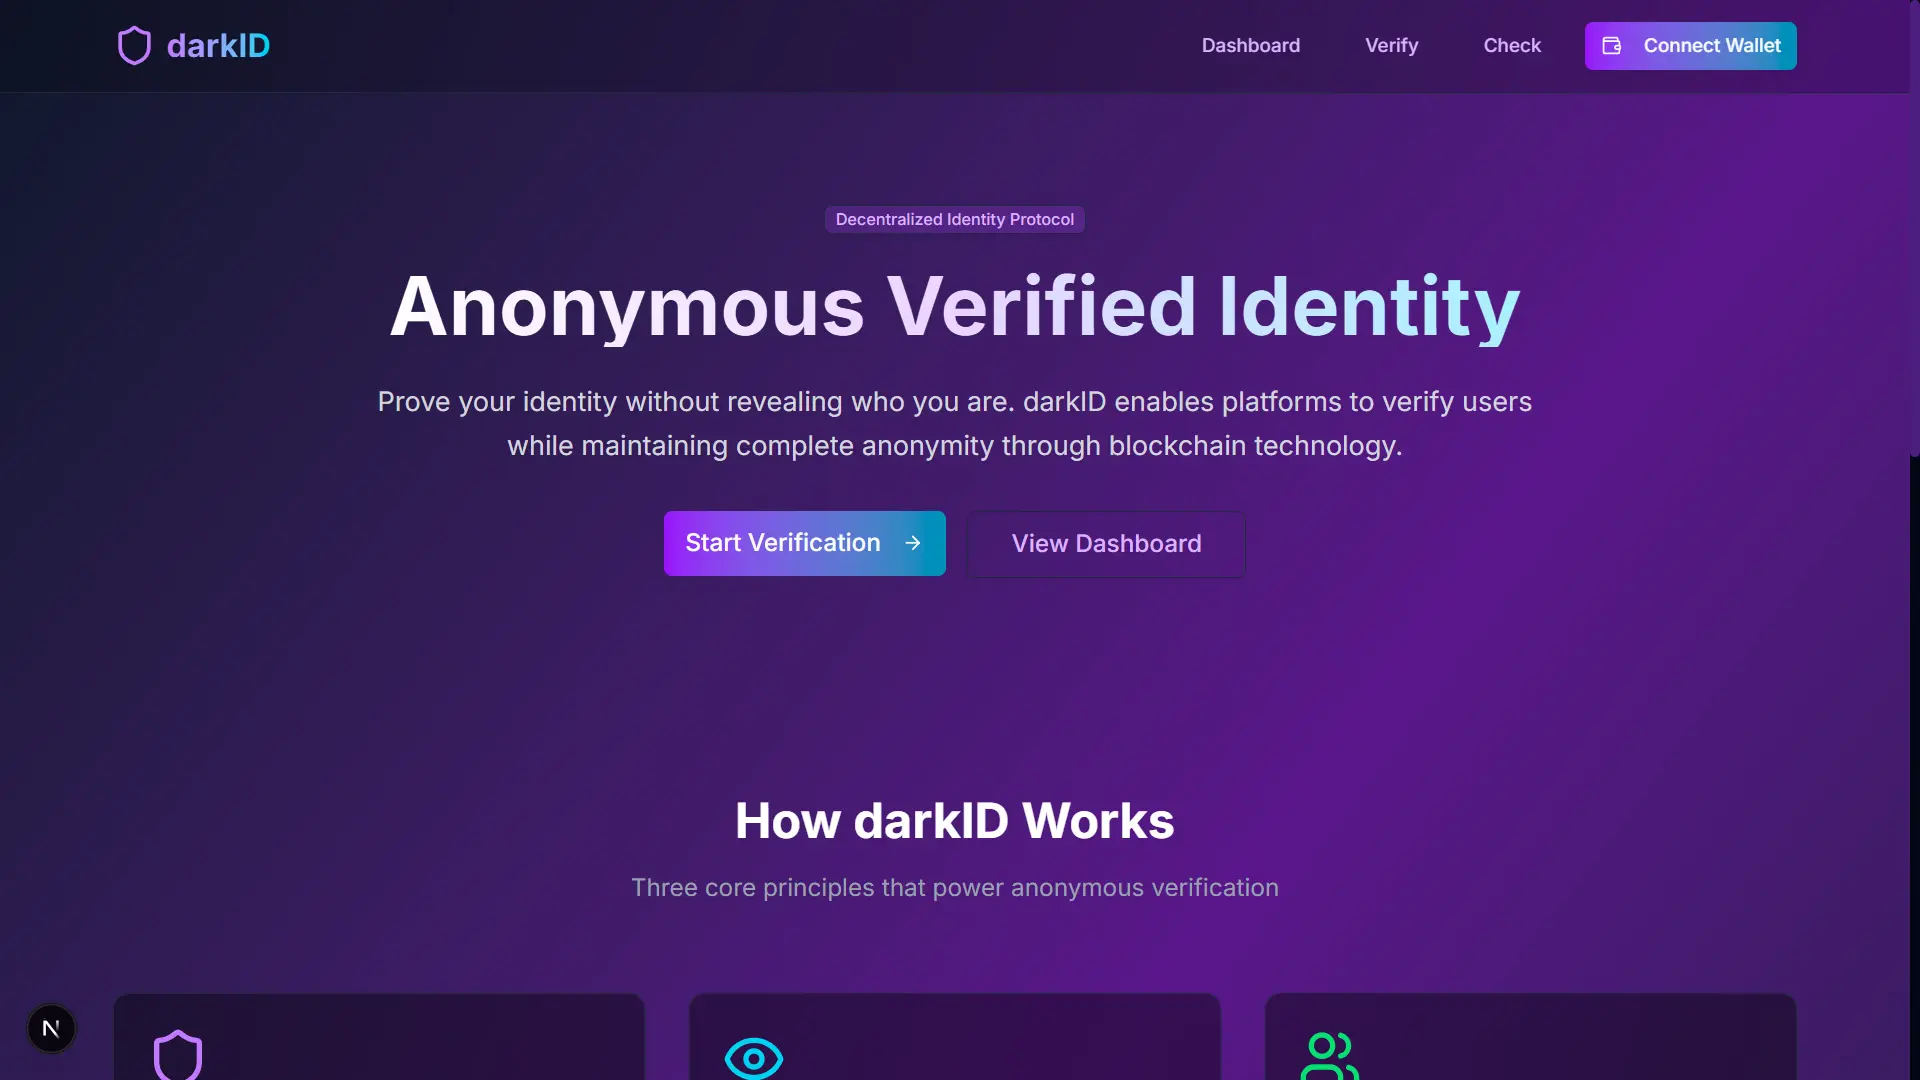 darkID
Dashboard
Verify
Check
Connect Wallet
Decentralized Identity Protocol
Anonymous Verified Identity
Prove your identity without revealing who you are. darkID enables platforms to verify users
while maintaining complete anonymity through blockchain technology.
Start Verification
View Dashboard
How darkID Works
Three core principles that power anonymous verification
N